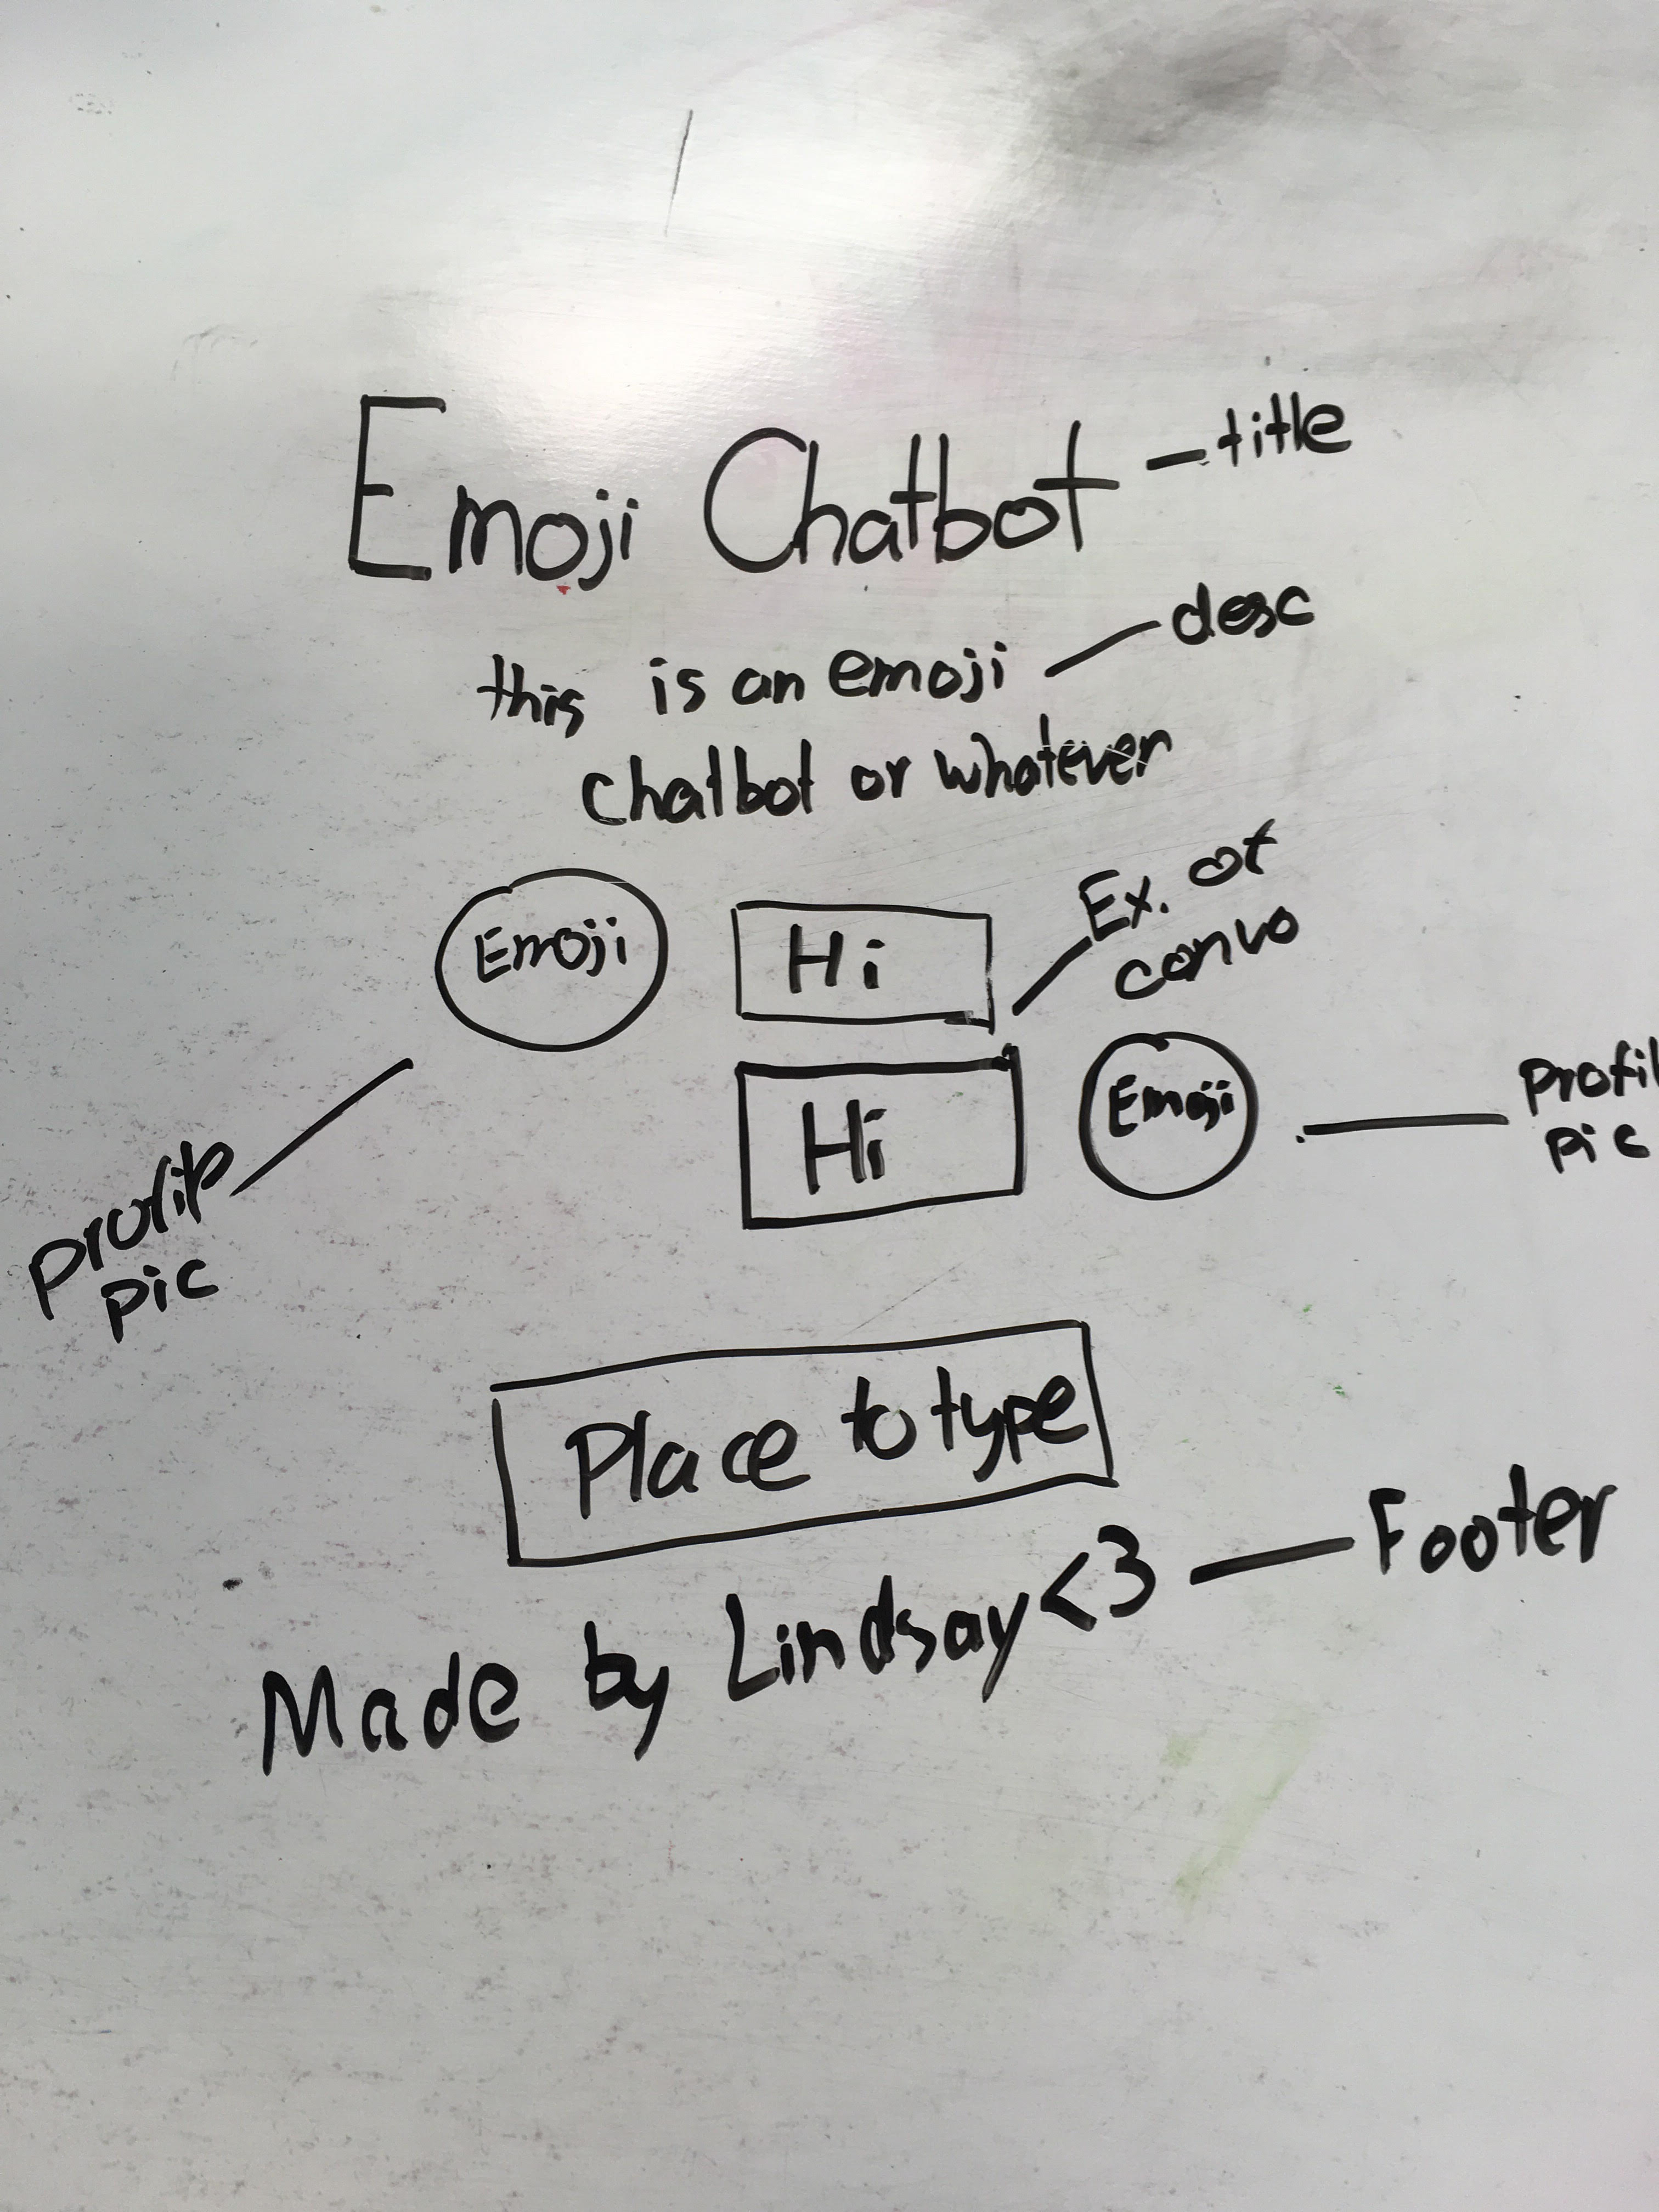 Emoji Chatbot - title
this is an emoji - desc
chatbot or whatever
Ex. of
convo
Emoji Hi
Hi Emoji
profil
pic
profile
pic
Place to type
Made by Lindsay <3 - Footer